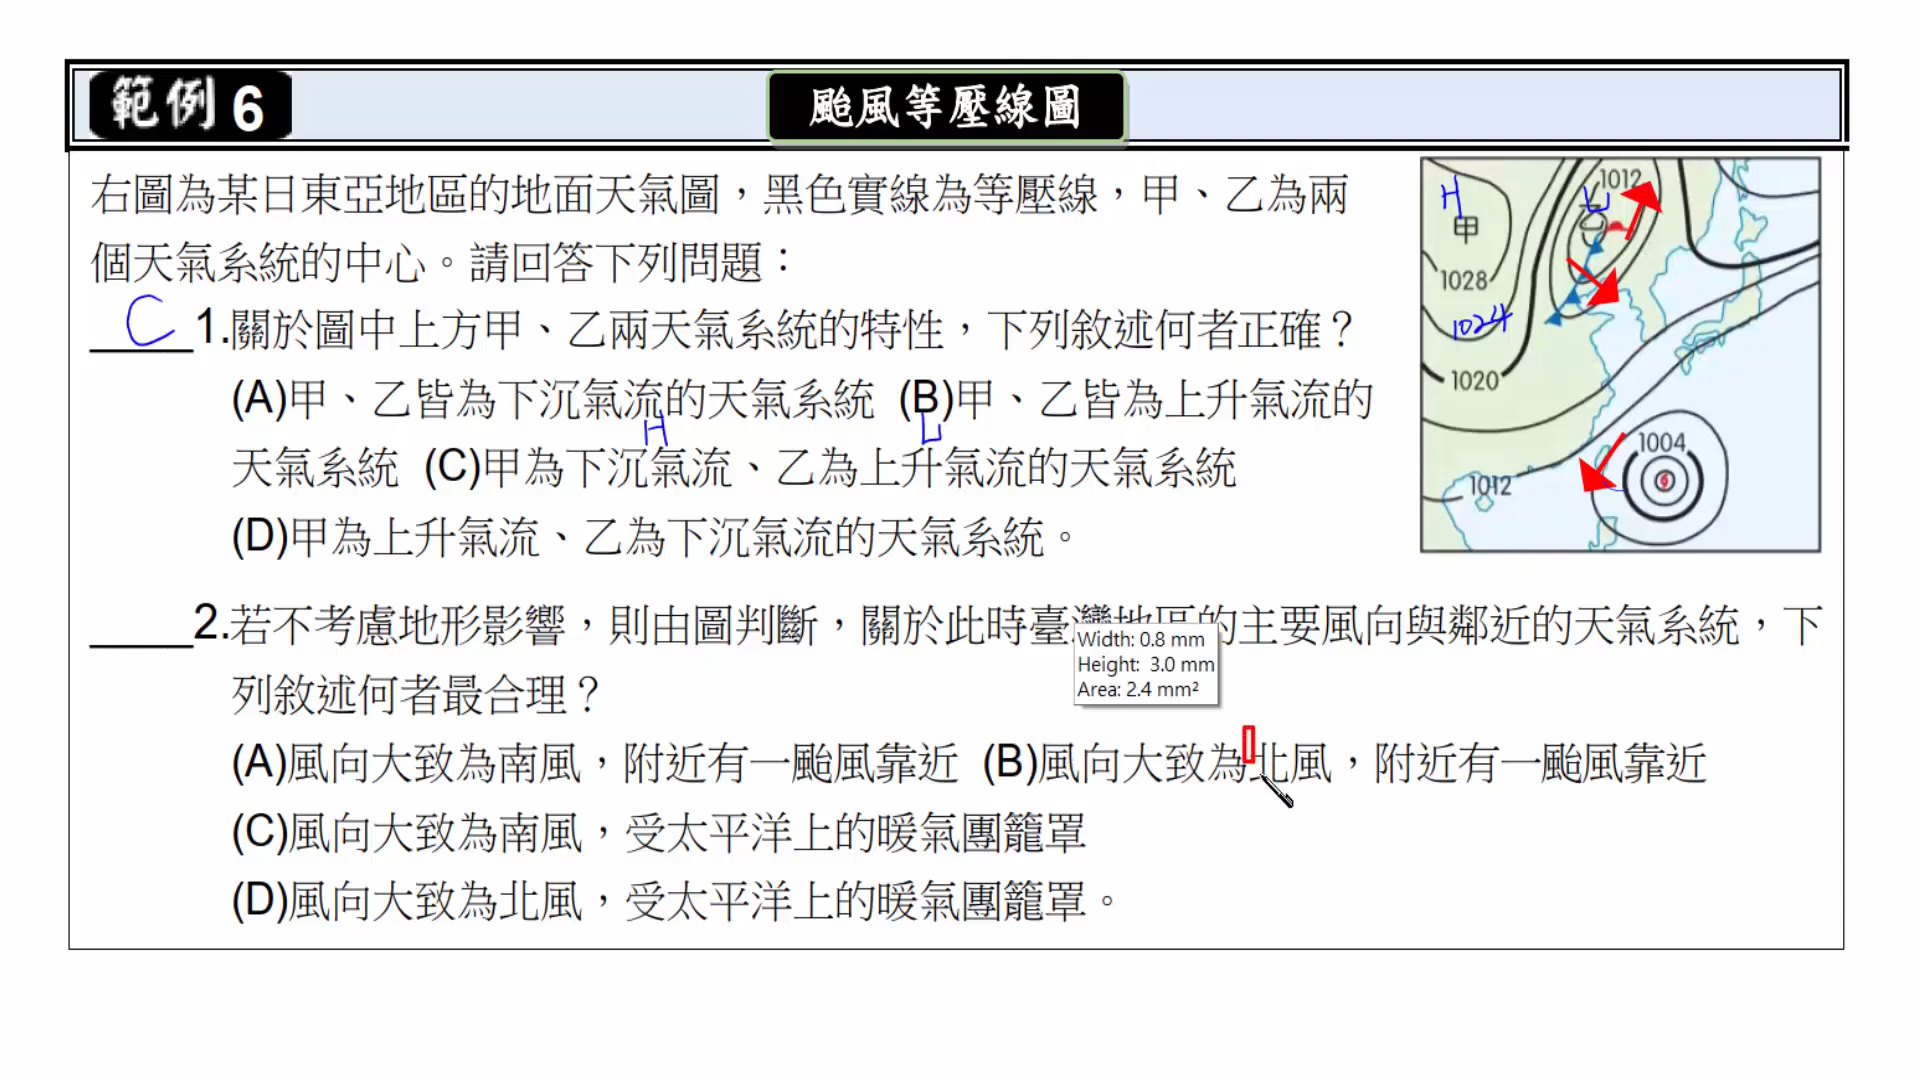 範例 6
颱風等壓線圖
右圖為某日東亞地區的地面天氣圖，黑色實線為等壓線，甲、乙為兩
個天氣系統的中心。請回答下列問題：
C 1.關於圖中上方甲、乙兩天氣系統的特性，下列敘述何者正確？
(A)甲、乙皆為下沉氣流的天氣系統 (B)甲、乙皆為上升氣流的
H L
天氣系統 (C)甲為下沉氣流、乙為上升氣流的天氣系統
(D)甲為上升氣流、乙為下沉氣流的天氣系統。
1012
H
L
甲
乙
1028
1024
1020
1004
1012
2.若不考慮地形影響，則由圖判斷，關於此時臺灣地區的主要風向與鄰近的天氣系統，下
Width: 0.8 mm
Height: 3.0 mm
Area: 2.4 mm²
列敘述何者最合理？
(A)風向大致為南風，附近有一颱風靠近 (B)風向大致為北風，附近有一颱風靠近
(C)風向大致為南風，受太平洋上的暖氣團籠罩
(D)風向大致為北風，受太平洋上的暖氣團籠罩。